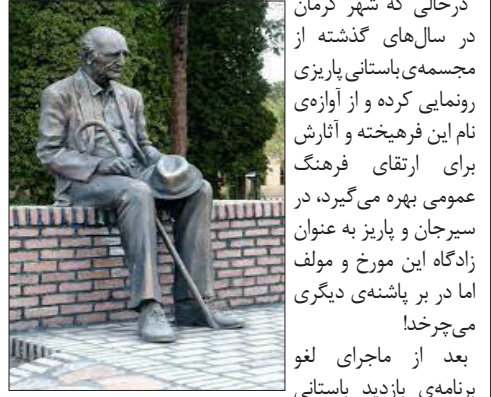 درحالی که شهر کرمان
در سال‌های گذشته از
مجسمه‌ی باستانی پاریزی
رونمایی کرده و از آوازه‌ی
نام این فرهیخته و آثارش
برای ارتقای فرهنگ
عمومی بهره می‌گیرد، در
سیرجان و پاریز به عنوان
زادگاه این مورخ و مولف
اما در بر پاشنه‌ی دیگری
می‌چرخد!
بعد از ماجرای لغو
برنامه‌ی بازدید باستانی